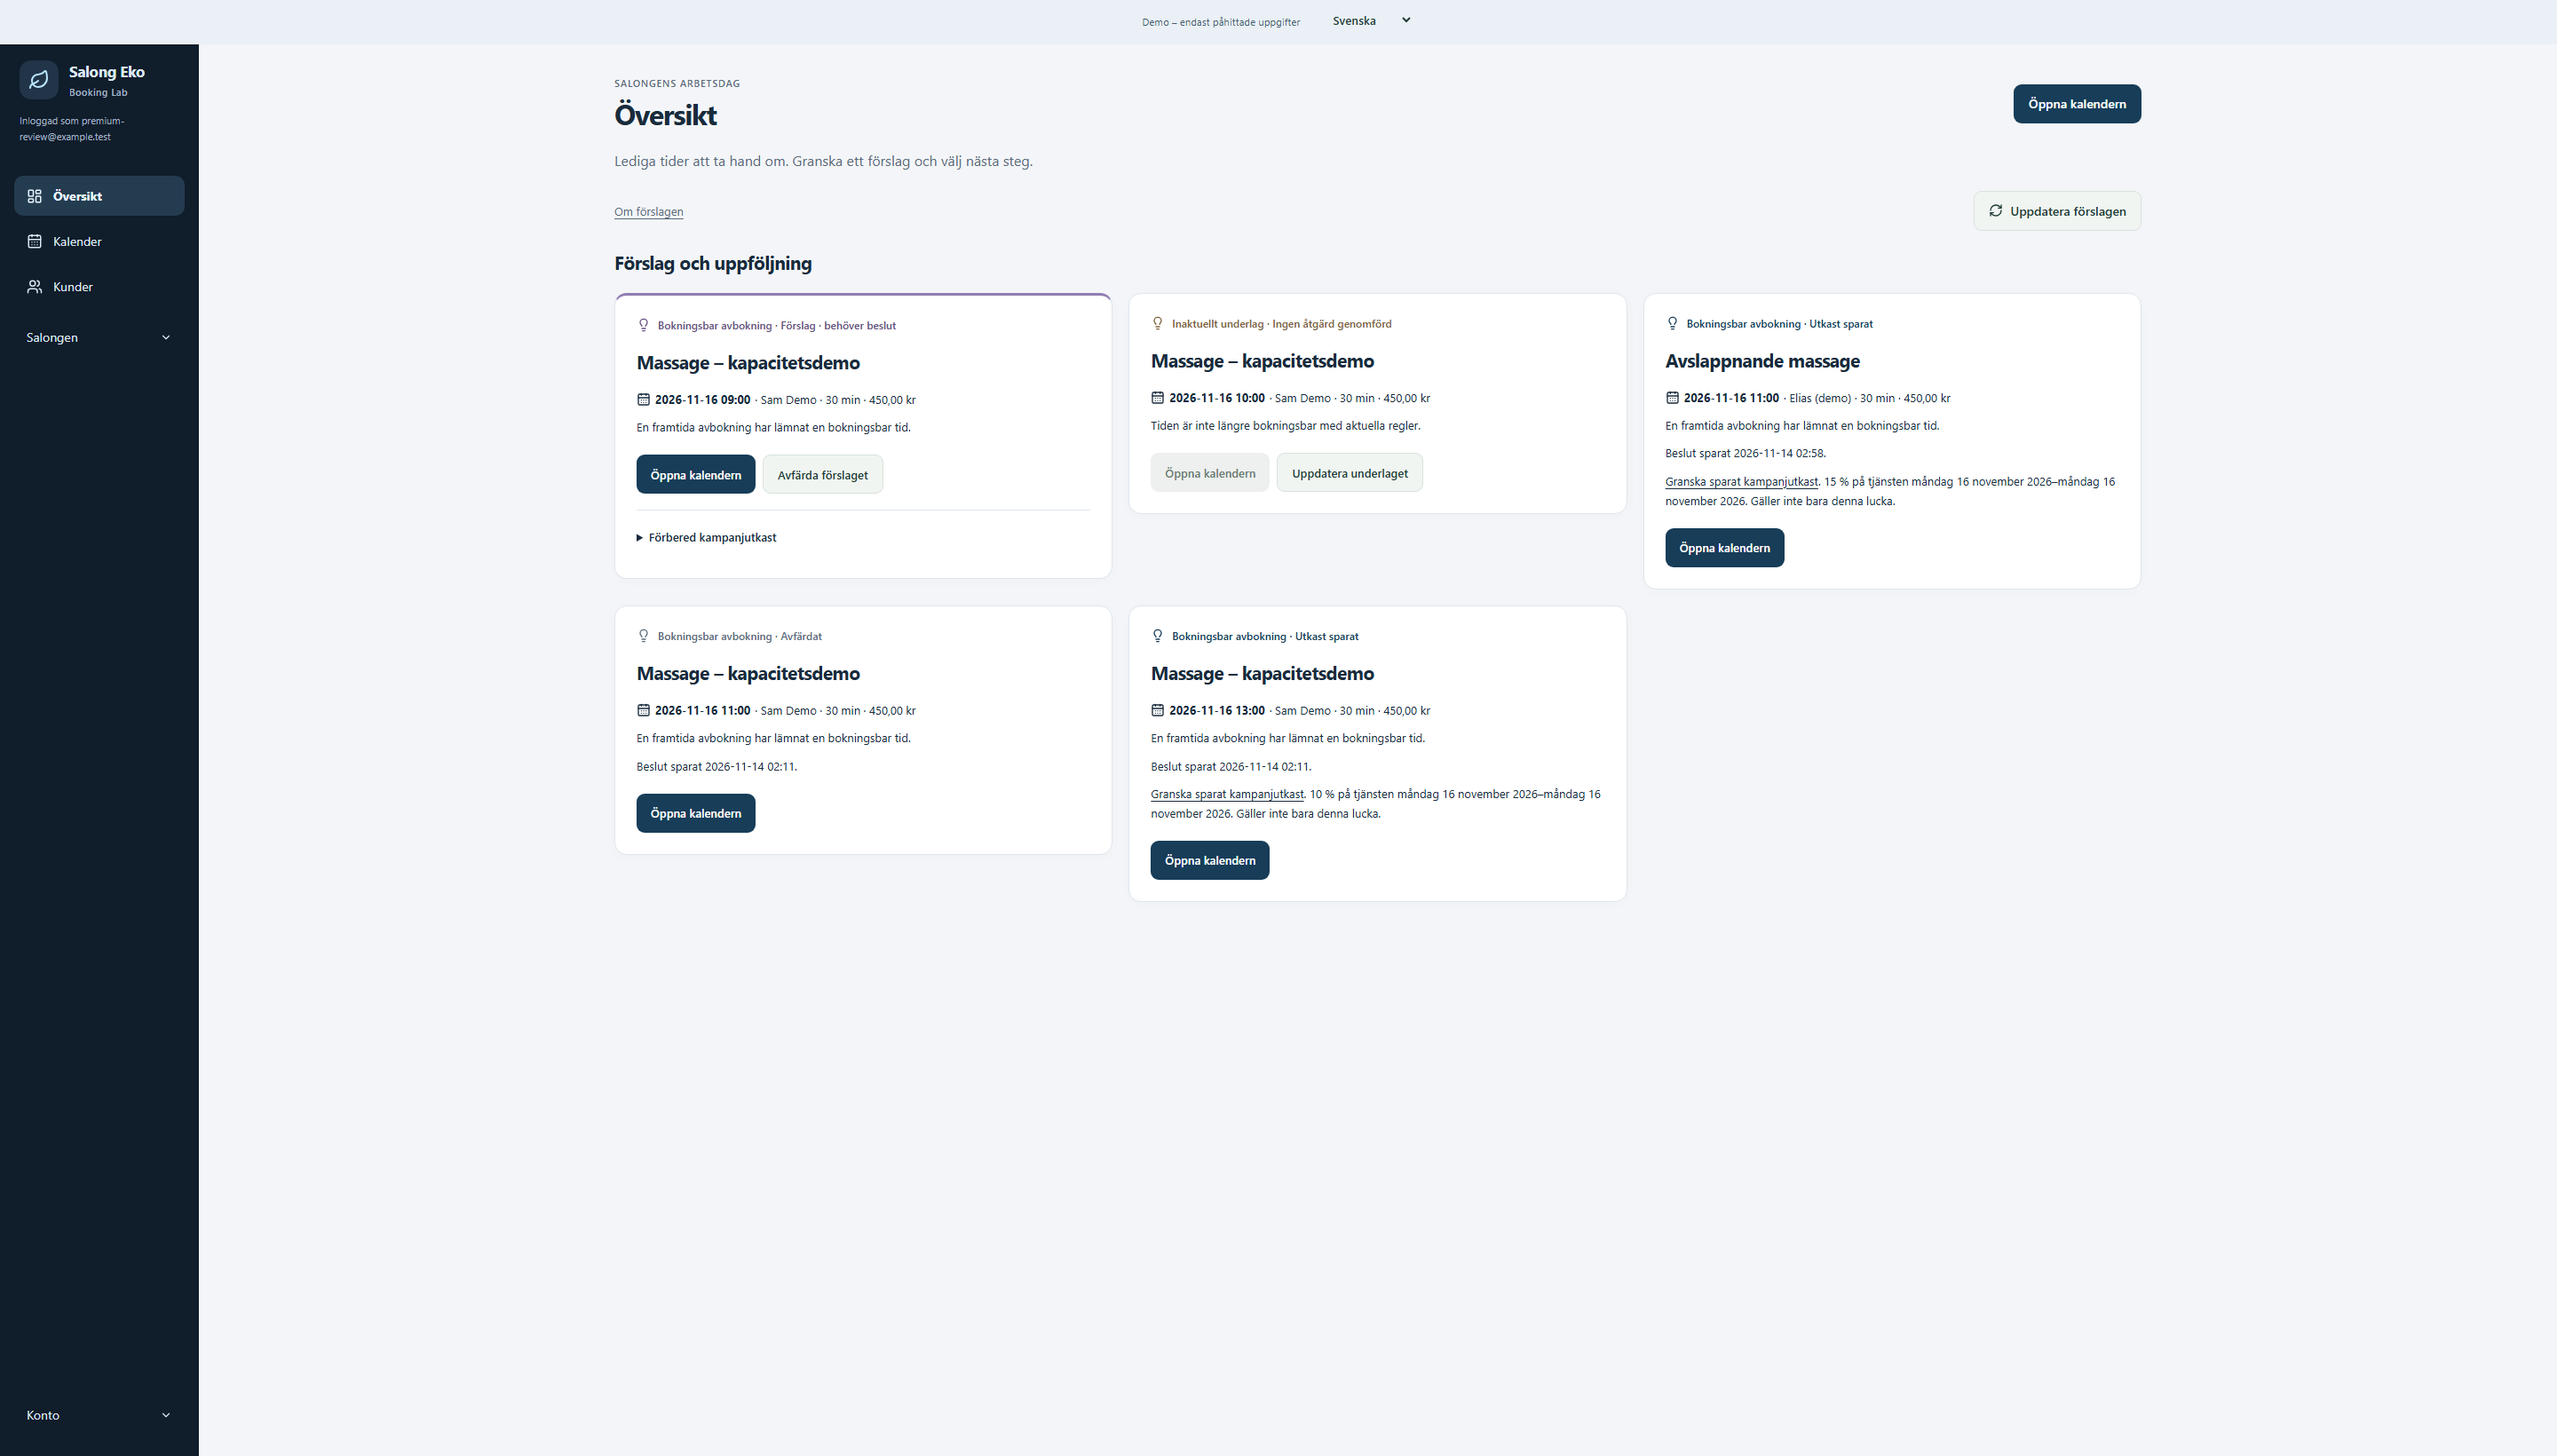 Demo – endast påhittade uppgifter
Svenska
Salong Eko
Booking Lab
Inloggad som premium-
review@example.test
Översikt
Kalender
Kunder
Salongen
Konto
SALONGENS ARBETSDAG
Översikt
Öppna kalendern
Lediga tider att ta hand om. Granska ett förslag och välj nästa steg.
Om förslagen
Uppdatera förslagen
Förslag och uppföljning
Bokningsbar avbokning · Förslag · behöver beslut
Massage – kapacitetsdemo
2026-11-16 09:00 · Sam Demo · 30 min · 450,00 kr
En framtida avbokning har lämnat en bokningsbar tid.
Öppna kalendern
Avfärda förslaget
Förbered kampanjutkast
Inaktuellt underlag · Ingen åtgärd genomförd
Massage – kapacitetsdemo
2026-11-16 10:00 · Sam Demo · 30 min · 450,00 kr
Tiden är inte längre bokningsbar med aktuella regler.
Öppna kalendern
Uppdatera underlaget
Bokningsbar avbokning · Utkast sparat
Avslappnande massage
2026-11-16 11:00 · Elias (demo) · 30 min · 450,00 kr
En framtida avbokning har lämnat en bokningsbar tid.
Beslut sparat 2026-11-14 02:58.
Granska sparat kampanjutkast. 15 % på tjänsten måndag 16 november 2026–måndag 16
november 2026. Gäller inte bara denna lucka.
Öppna kalendern
Bokningsbar avbokning · Avfärdat
Massage – kapacitetsdemo
2026-11-16 11:00 · Sam Demo · 30 min · 450,00 kr
En framtida avbokning har lämnat en bokningsbar tid.
Beslut sparat 2026-11-14 02:11.
Öppna kalendern
Bokningsbar avbokning · Utkast sparat
Massage – kapacitetsdemo
2026-11-16 13:00 · Sam Demo · 30 min · 450,00 kr
En framtida avbokning har lämnat en bokningsbar tid.
Beslut sparat 2026-11-14 02:11.
Granska sparat kampanjutkast. 10 % på tjänsten måndag 16 november 2026–måndag 16
november 2026. Gäller inte bara denna lucka.
Öppna kalendern